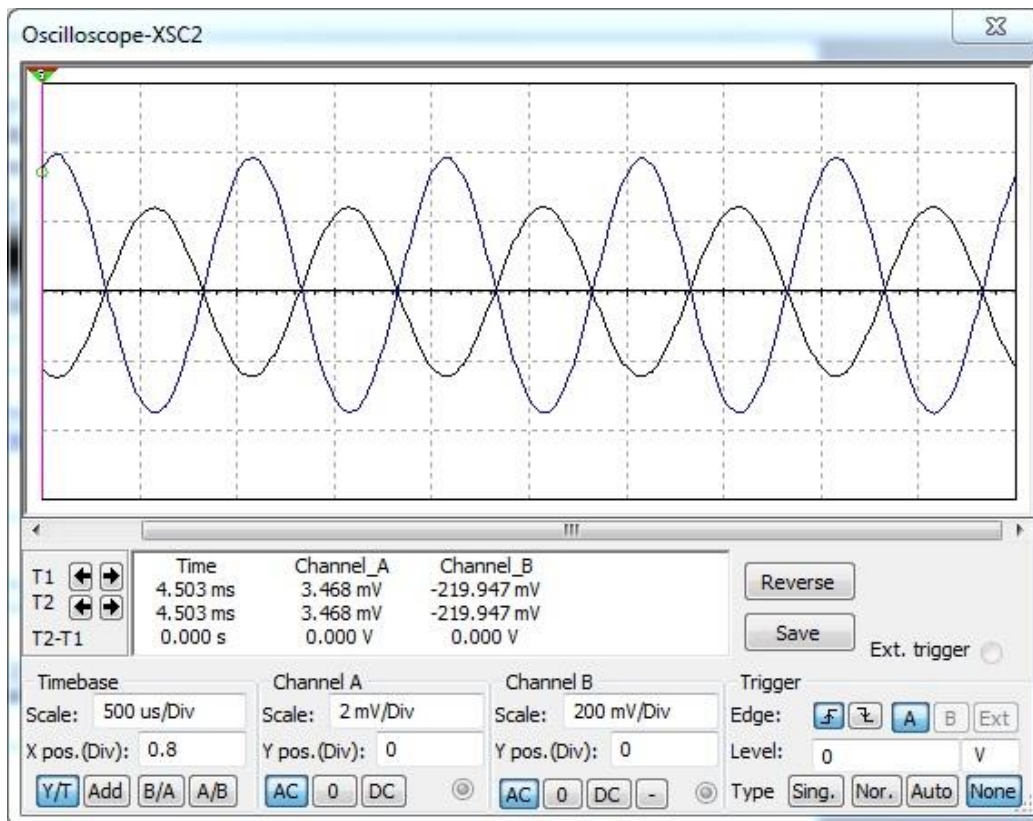 Oscilloscope-XSC2
Time Channel_A Channel_B
T1 4.503 ms 3.468 mV -219.947 mV
T2 4.503 ms 3.468 mV -219.947 mV
T2-T1 0.000 s 0.000 V 0.000 V
Reverse
Save
Ext. trigger
Timebase
Scale: 500 us/Div
X pos.(Div): 0.8
Y/T Add B/A A/B
Channel A
Scale: 2 mV/Div
Y pos.(Div): 0
AC 0 DC
Channel B
Scale: 200 mV/Div
Y pos.(Div): 0
AC 0 DC -
Trigger
Edge: A B Ext
Level: 0 V
Type Sing. Nor. Auto None